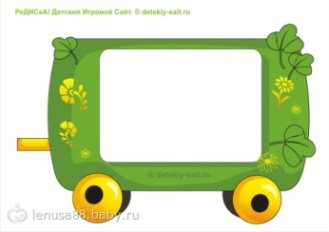 РеДИСкА! Детский Игровой Сайт. © detskiy-sait.ru
© detskiy-sait.ru
lenusa88.baby.ru